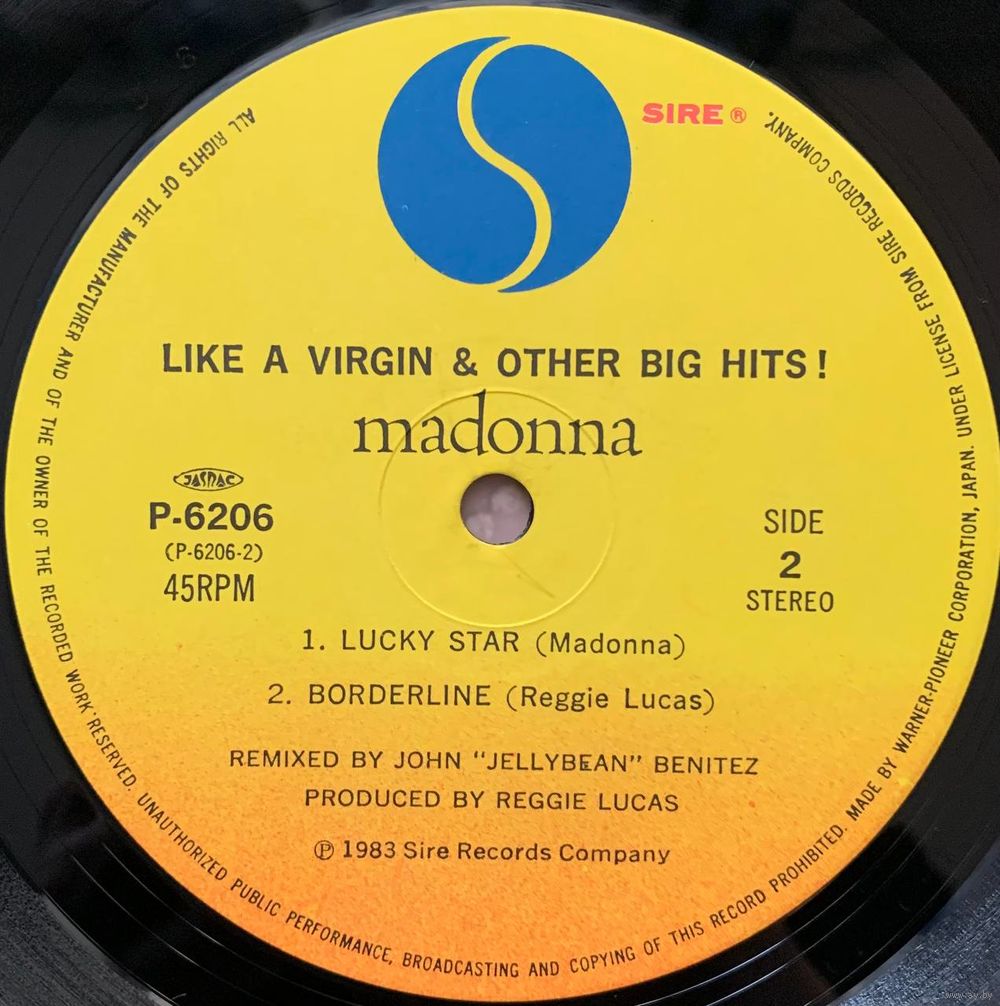 SIRE ®
LIKE A VIRGIN & OTHER BIG HITS!
madonna
JASRAC
P-6206
(P-6206-2)
45RPM
SIDE
2
STEREO
1. LUCKY STAR (Madonna)
2. BORDERLINE (Reggie Lucas)
REMIXED BY JOHN "JELLYBEAN" BENITEZ
PRODUCED BY REGGIE LUCAS
℗ 1983 Sire Records Company
ALL RIGHTS OF THE MANUFACTURER AND OF THE OWNER OF THE RECORDED WORK RESERVED. UNAUTHORIZED PUBLIC PERFORMANCE, BROADCASTING AND COPYING OF THIS RECORD PROHIBITED. MADE BY WARNER-PIONEER CORPORATION, JAPAN. UNDER LICENSE FROM SIRE RECORDS COMPANY.